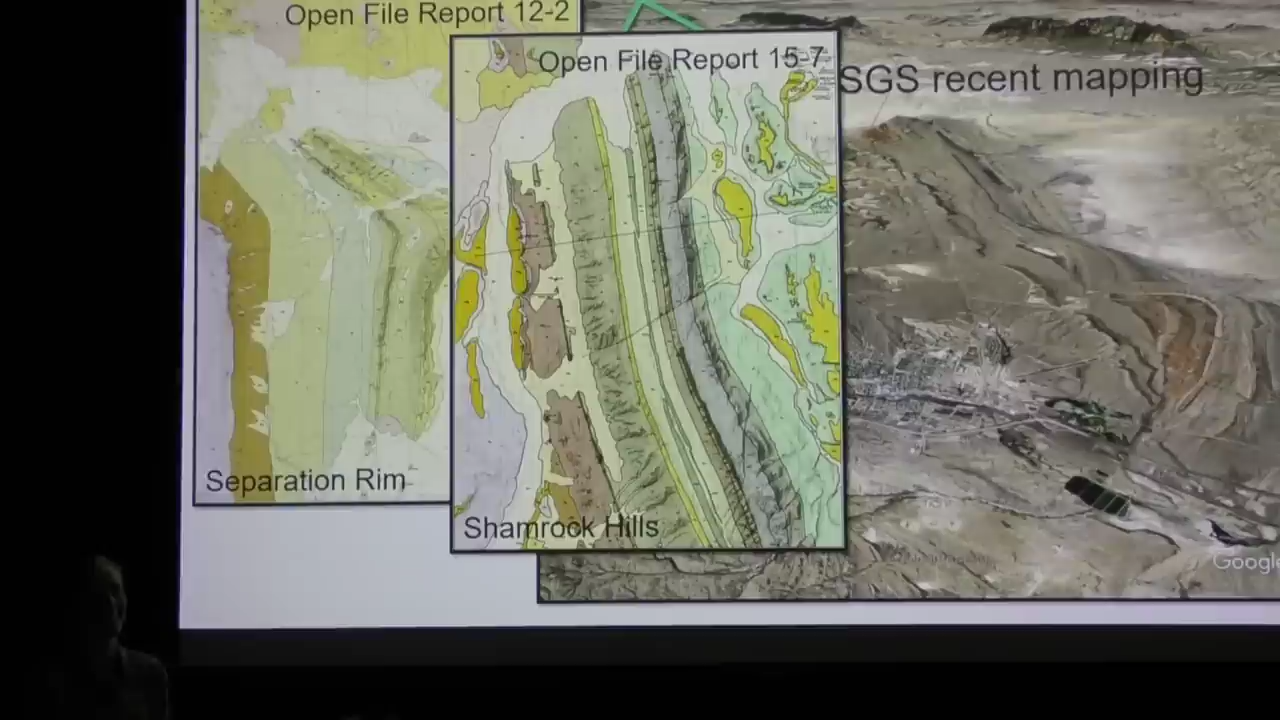 Open File Report 12-2
Open File Report 15-7
SGS recent mapping
Separation Rim
Shamrock Hills
Google